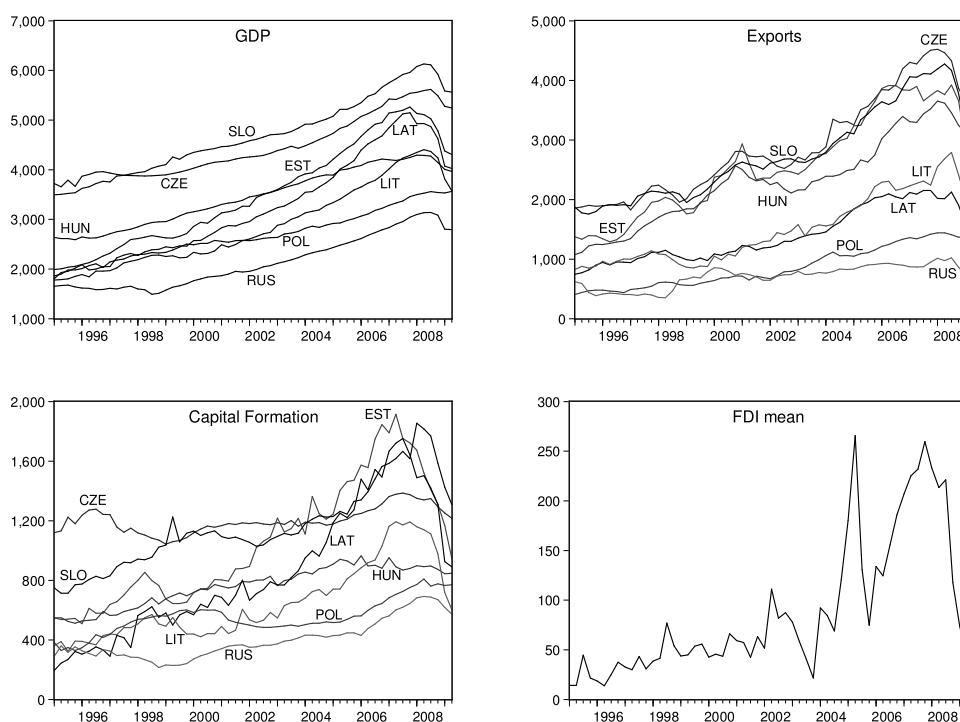 GDP
7,000
6,000
5,000
4,000
3,000
2,000
1,000
SLO
CZE
EST
LAT
LIT
HUN
POL
RUS
1996 1998 2000 2002 2004 2006 2008
Exports
5,000
4,000
3,000
2,000
1,000
0
CZE
SLO
HUN
EST
LIT
LAT
POL
RUS
1996 1998 2000 2002 2004 2006 2008
Capital Formation
2,000
1,600
1,200
800
400
0
EST
CZE
LAT
SLO
HUN
POL
LIT
RUS
1996 1998 2000 2002 2004 2006 2008
FDI mean
300
250
200
150
100
50
0
1996 1998 2000 2002 2004 2006 2008